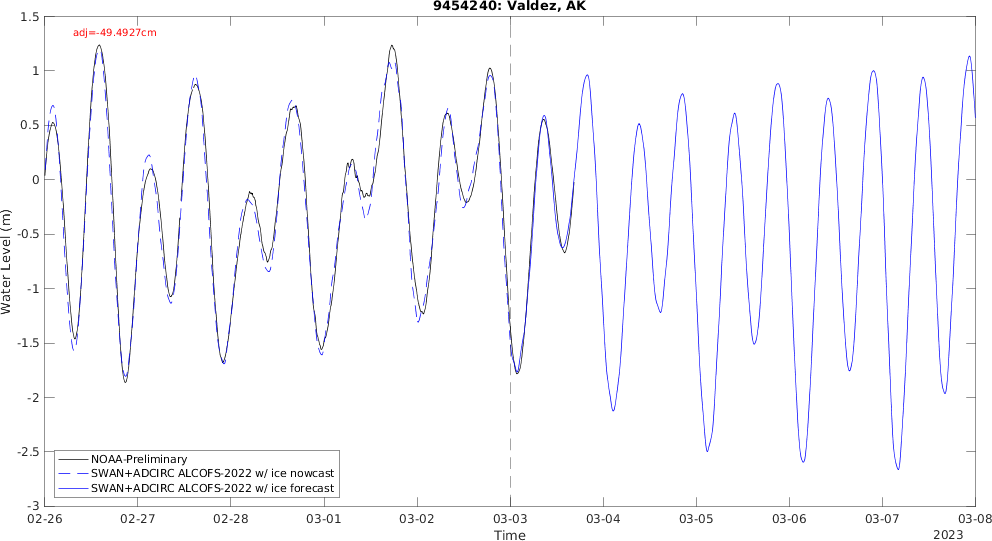 9454240: Valdez, AK
adj=-49.4927cm
1.5
1
0.5
0
-0.5
-1
-1.5
-2
-2.5
-3
Water Level (m)
NOAA-Preliminary
SWAN+ADCIRC ALCOFS-2022 w/ ice nowcast
SWAN+ADCIRC ALCOFS-2022 w/ ice forecast
02-26 02-27 02-28 03-01 03-02 03-03 03-04 03-05 03-06 03-07 03-08
Time
2023